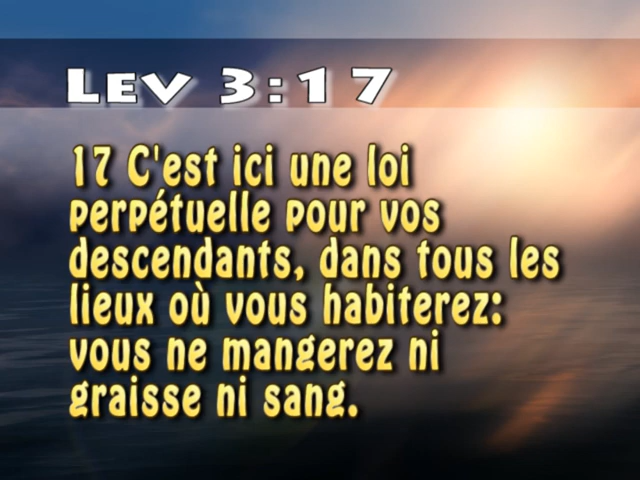 Lev 3:17
17 C'est ici une loi
perpétuelle pour vos
descendants, dans tous les
lieux où vous habiterez:
vous ne mangerez ni
graisse ni sang.